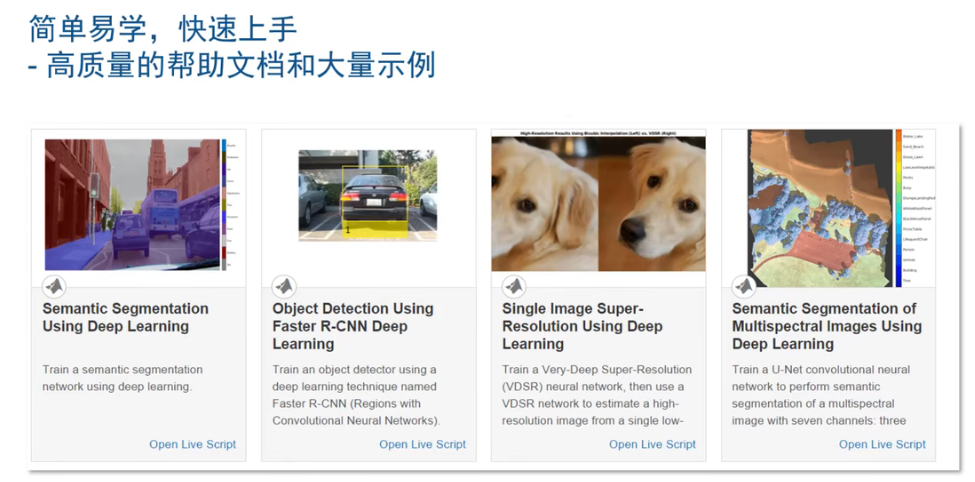 简单易学，快速上手
- 高质量的帮助文档和大量示例
High-Resolution Results Using Bicubic Interpolation (Left) vs. VDSR (Right)
1
Semantic Segmentation
Using Deep Learning
Train a semantic segmentation
network using deep learning.
Open Live Script
Object Detection Using
Faster R-CNN Deep
Learning
Train an object detector using a
deep learning technique named
Faster R-CNN (Regions with
Convolutional Neural Networks).
Open Live Script
Single Image Super-
Resolution Using Deep
Learning
Train a Very-Deep Super-Resolution
(VDSR) neural network, then use a
VDSR network to estimate a high-
resolution image from a single low-
Open Live Script
Semantic Segmentation of
Multispectral Images Using
Deep Learning
Train a U-Net convolutional neural
network to perform semantic
segmentation of a multispectral
image with seven channels: three
Open Live Script